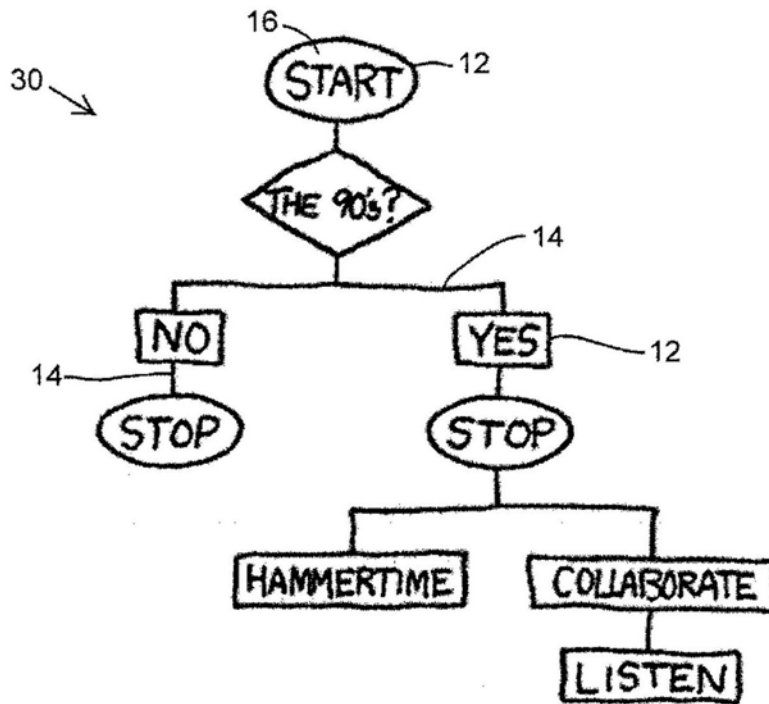 16
START
12
30
THE 90's?
14
NO
YES
12
14
STOP
STOP
HAMMERTIME
COLLABORATE
LISTEN